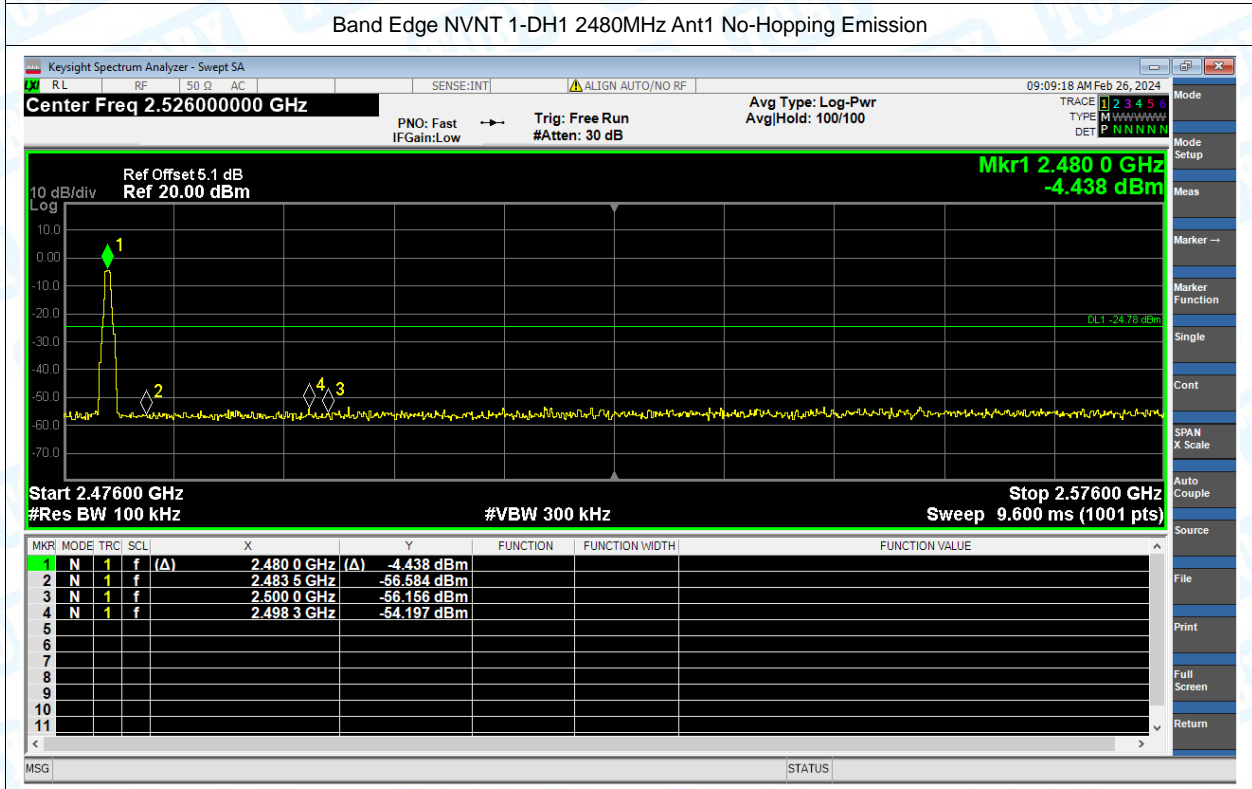 Band Edge NVNT 1-DH1 2480MHz Ant1 No-Hopping Emission
Keysight Spectrum Analyzer - Swept SA
LXI RL RF 50 Ω AC SENSE:INT ALIGN AUTO/NO RF 09:09:18 AM Feb 26, 2024
Center Freq 2.526000000 GHz
PNO: Fast
IFGain:Low
Trig: Free Run
#Atten: 30 dB
Avg Type: Log-Pwr
Avg|Hold: 100/100
TRACE 1 2 3 4 5 6
TYPE M WWWWW
DET P N N N N N
Mode
Mode Setup
Meas
Marker →
Marker Function
Single
Cont
SPAN X Scale
Auto Couple
Source
File
Print
Full Screen
Return
Mkr1 2.480 0 GHz
-4.438 dBm
Ref Offset 5.1 dB
10 dB/div Ref 20.00 dBm
Log
10.0
0.00
-10.0
-20.0
-30.0
-40.0
-50.0
-60.0
-70.0
1
2
4
3
DL1 -24.78 dBm
Start 2.47600 GHz Stop 2.57600 GHz
#Res BW 100 kHz #VBW 300 kHz Sweep 9.600 ms (1001 pts)
MKR MODE TRC SCL X Y FUNCTION FUNCTION WIDTH FUNCTION VALUE
1 N 1 f (Δ) 2.480 0 GHz (Δ) -4.438 dBm
2 N 1 f 2.483 5 GHz -56.584 dBm
3 N 1 f 2.500 0 GHz -56.156 dBm
4 N 1 f 2.498 3 GHz -54.197 dBm
5
6
7
8
9
10
11
MSG STATUS